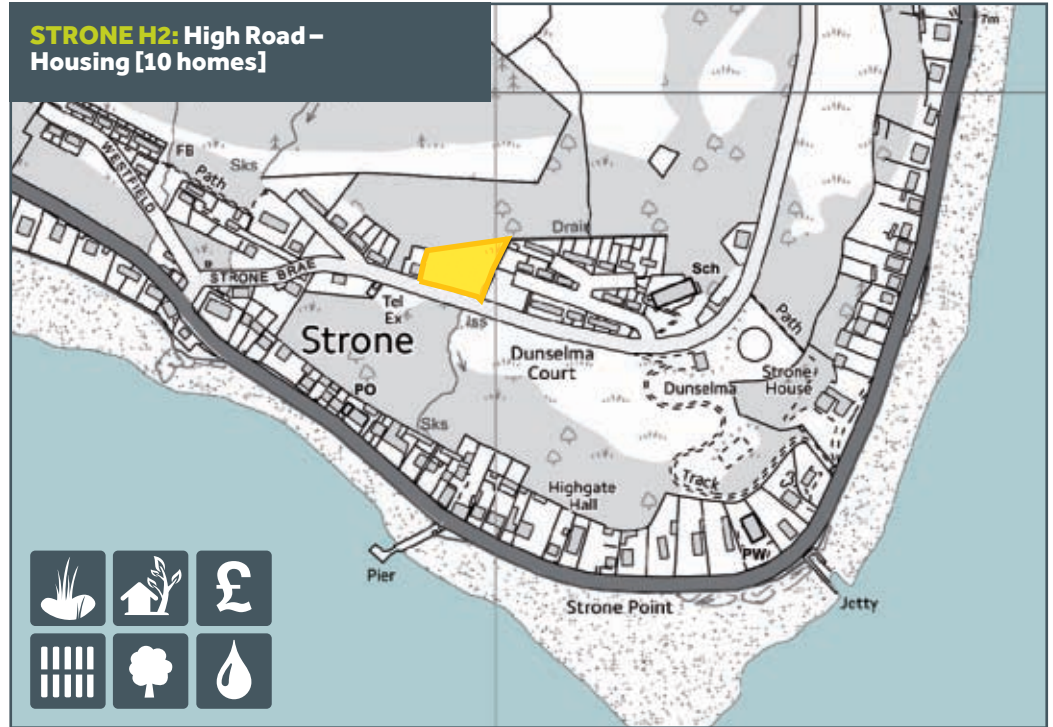 STRONE H2: High Road –
Housing [10 homes]
7m
WESTFIELD
FB
Path
Sks
STRONE BRAE
Drain
Sch
Tel
Ex
Iss
Strone
Dunselma
Court
Path
Strone
House
Dunselma
PO
Sks
Track
Highgate
Hall
PW
Pier
Strone Point
Jetty
£